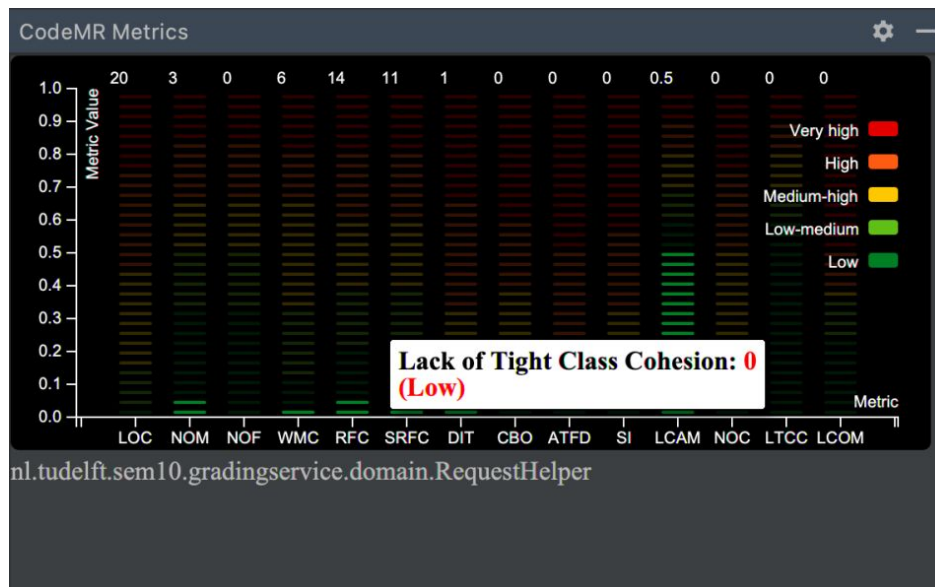 CodeMR Metrics
20 3 0 6 14 11 1 0 0 0 0.5 0 0 0
Metric Value
1.0
0.9
0.8
0.7
0.6
0.5
0.4
0.3
0.2
0.1
0.0
Very high
High
Medium-high
Low-medium
Low
Lack of Tight Class Cohesion: 0
(Low)
Metric
LOC NOM NOF WMC RFC SRFC DIT CBO ATFD SI LCAM NOC LTCC LCOM
nl.tudelft.sem10.gradingservice.domain.RequestHelper